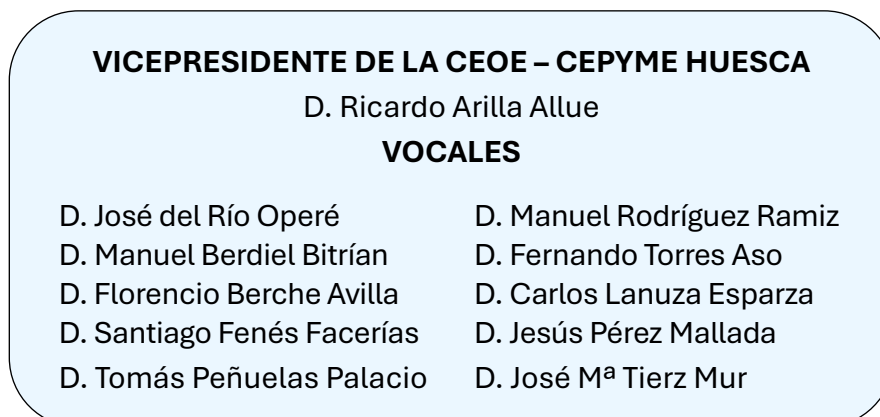 VICEPRESIDENTE DE LA CEOE – CEPYME HUESCA
D. Ricardo Arilla Allue
VOCALES
D. José del Río Operé
D. Manuel Berdiel Bitrían
D. Florencio Berche Avilla
D. Santiago Fenés Facerías
D. Tomás Peñuelas Palacio
D. Manuel Rodríguez Ramiz
D. Fernando Torres Aso
D. Carlos Lanuza Esparza
D. Jesús Pérez Mallada
D. José Mª Tierz Mur